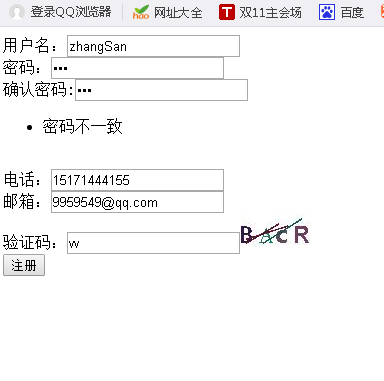 登录QQ浏览器 hao 网址大全 T 双11主会场 百度
用户名：zhangSan
密码：•••
确认密码:•••
• 密码不一致
电话：15171444155
邮箱：9959549@qq.com
验证码：w BACR
注册